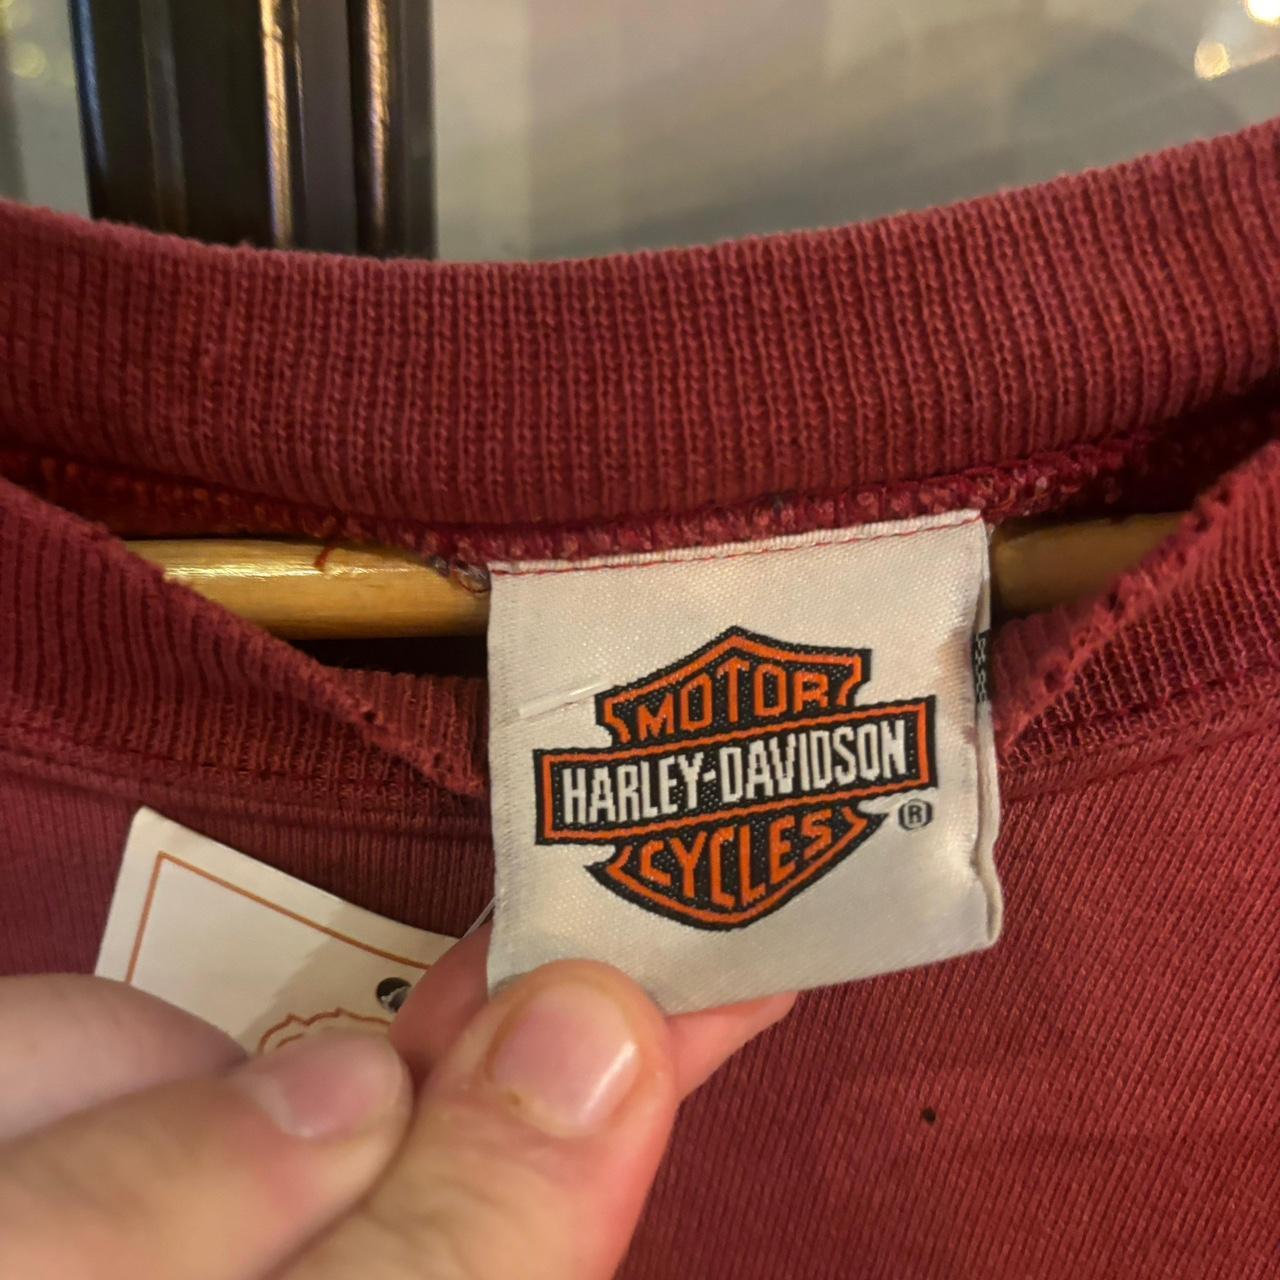 MOTOR
HARLEY-DAVIDSON
CYCLES
®